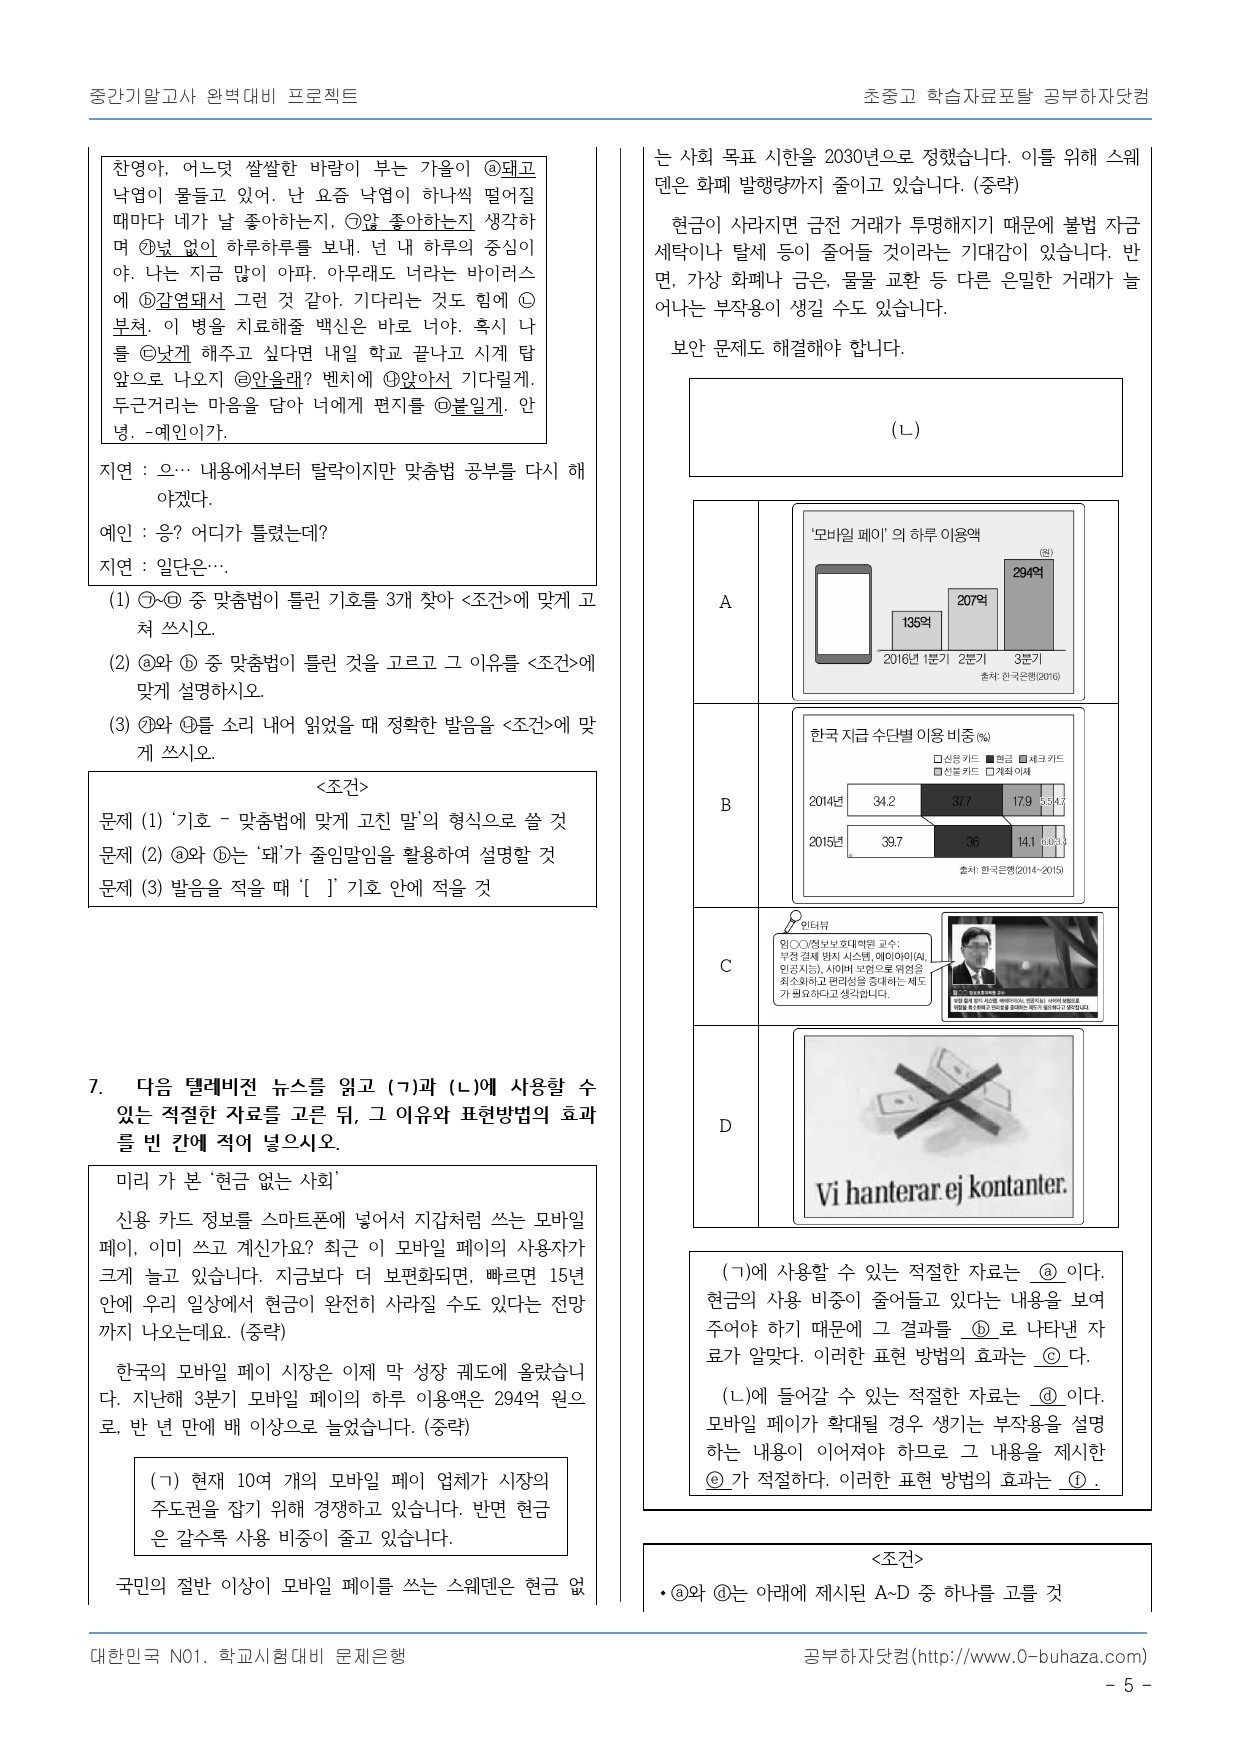 중간기말고사 완벽대비 프로젝트
초중고 학습자료포탈 공부하자닷컴
찬영아, 어느덧 쌀쌀한 바람이 부는 가을이 ⓐ돼고
낙엽이 물들고 있어. 난 요즘 낙엽이 하나씩 떨어질
때마다 네가 날 좋아하는지, ㉠않 좋아하는지 생각하
며 ㉮넋 없이 하루하루를 보내. 넌 내 하루의 중심이
야. 나는 지금 많이 아파. 아무래도 너라는 바이러스
에 ⓑ감염돼서 그런 것 같아. 기다리는 것도 힘에 ㉡
부쳐. 이 병을 치료해줄 백신은 바로 너야. 혹시 나
를 ㉢낫게 해주고 싶다면 내일 학교 끝나고 시계 탑
앞으로 나오지 ㉣안을래? 벤치에 ㉯앉아서 기다릴게.
두근거리는 마음을 담아 너에게 편지를 ㉤붙일게. 안
녕. -예인이가.
지연 : 으… 내용에서부터 탈락이지만 맞춤법 공부를 다시 해
야겠다.
예인 : 응? 어디가 틀렸는데?
지연 : 일단은….
(1) ㉠~㉤ 중 맞춤법이 틀린 기호를 3개 찾아 <조건>에 맞게 고
쳐 쓰시오.
(2) ⓐ와 ⓑ 중 맞춤법이 틀린 것을 고르고 그 이유를 <조건>에
맞게 설명하시오.
(3) ㉮와 ㉯를 소리 내어 읽었을 때 정확한 발음을 <조건>에 맞
게 쓰시오.
<조건>
문제 (1) ‘기호 - 맞춤법에 맞게 고친 말’의 형식으로 쓸 것
문제 (2) ⓐ와 ⓑ는 ‘돼’가 줄임말임을 활용하여 설명할 것
문제 (3) 발음을 적을 때 ‘[ ]’ 기호 안에 적을 것
7. 다음 텔레비전 뉴스를 읽고 (ㄱ)과 (ㄴ)에 사용할 수
있는 적절한 자료를 고른 뒤, 그 이유와 표현방법의 효과
를 빈 칸에 적어 넣으시오.
미리 가 본 ‘현금 없는 사회’
신용 카드 정보를 스마트폰에 넣어서 지갑처럼 쓰는 모바일
페이, 이미 쓰고 계신가요? 최근 이 모바일 페이의 사용자가
크게 늘고 있습니다. 지금보다 더 보편화되면, 빠르면 15년
안에 우리 일상에서 현금이 완전히 사라질 수도 있다는 전망
까지 나오는데요. (중략)
한국의 모바일 페이 시장은 이제 막 성장 궤도에 올랐습니
다. 지난해 3분기 모바일 페이의 하루 이용액은 294억 원으
로, 반 년 만에 배 이상으로 늘었습니다. (중략)
(ㄱ) 현재 10여 개의 모바일 페이 업체가 시장의
주도권을 잡기 위해 경쟁하고 있습니다. 반면 현금
은 갈수록 사용 비중이 줄고 있습니다.
국민의 절반 이상이 모바일 페이를 쓰는 스웨덴은 현금 없
는 사회 목표 시한을 2030년으로 정했습니다. 이를 위해 스웨
덴은 화폐 발행량까지 줄이고 있습니다. (중략)
현금이 사라지면 금전 거래가 투명해지기 때문에 불법 자금
세탁이나 탈세 등이 줄어들 것이라는 기대감이 있습니다. 반
면, 가상 화폐나 금은, 물물 교환 등 다른 은밀한 거래가 늘
어나는 부작용이 생길 수도 있습니다.
보안 문제도 해결해야 합니다.
(ㄴ)
A
‘모바일 페이’ 의 하루 이용액
(원)
135억 207억 294억
2016년 1분기 2분기 3분기
출처: 한국은행(2016)
B
한국 지급 수단별 이용 비중(%)
신용 카드 현금 체크 카드
선불 카드 계좌 이체
2014년 34.2 37.7 17.9 5.5 4.7
2015년 39.7 36 14.1
출처: 한국은행(2014~2015)
C
인터뷰
임○○/정보보호대학원 교수:
부정 결제 방지 시스템, 에이아이(AI,
인공지능), 사이버 보험으로 위험을
최소화하고 편리성을 증대하는 제도
가 필요하다고 생각합니다.
임○○ 정보보호대학원 교수
부정 결제 방지 시스템, 에이아이(AI, 인공지능), 사이버 보험으로
위험을 최소화하고 편리성을 증대하는 제도가 필요하다고 생각합니다.
D
Vi hanterar ej kontanter.
(ㄱ)에 사용할 수 있는 적절한 자료는 ⓐ 이다.
현금의 사용 비중이 줄어들고 있다는 내용을 보여
주어야 하기 때문에 그 결과를 ⓑ 로 나타낸 자
료가 알맞다. 이러한 표현 방법의 효과는 ⓒ 다.
(ㄴ)에 들어갈 수 있는 적절한 자료는 ⓓ 이다.
모바일 페이가 확대될 경우 생기는 부작용을 설명
하는 내용이 이어져야 하므로 그 내용을 제시한
ⓔ 가 적절하다. 이러한 표현 방법의 효과는 ⓕ .
<조건>
• ⓐ와 ⓓ는 아래에 제시된 A~D 중 하나를 고를 것
대한민국 N01. 학교시험대비 문제은행
공부하자닷컴(http://www.0-buhaza.com)
- 5 -